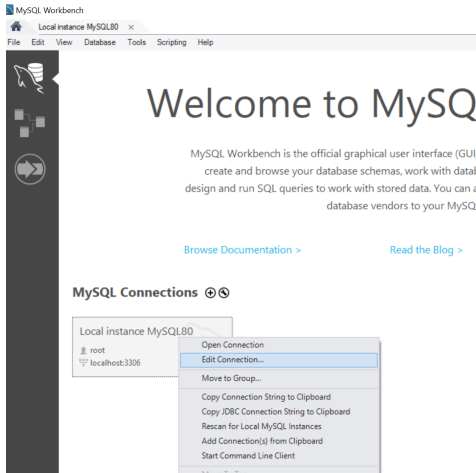 MySQL Workbench
Local instance MySQL80 ×
File Edit View Database Tools Scripting Help
Welcome to MySQ
MySQL Workbench is the official graphical user interface (GUI
create and browse your database schemas, work with datab
design and run SQL queries to work with stored data. You can a
database vendors to your MySQ
Browse Documentation > Read the Blog >
MySQL Connections
Local instance MySQL80
root
localhost:3306
Open Connection
Edit Connection...
Move to Group...
Copy Connection String to Clipboard
Copy JDBC Connection String to Clipboard
Rescan for Local MySQL Instances
Add Connection(s) from Clipboard
Start Command Line Client